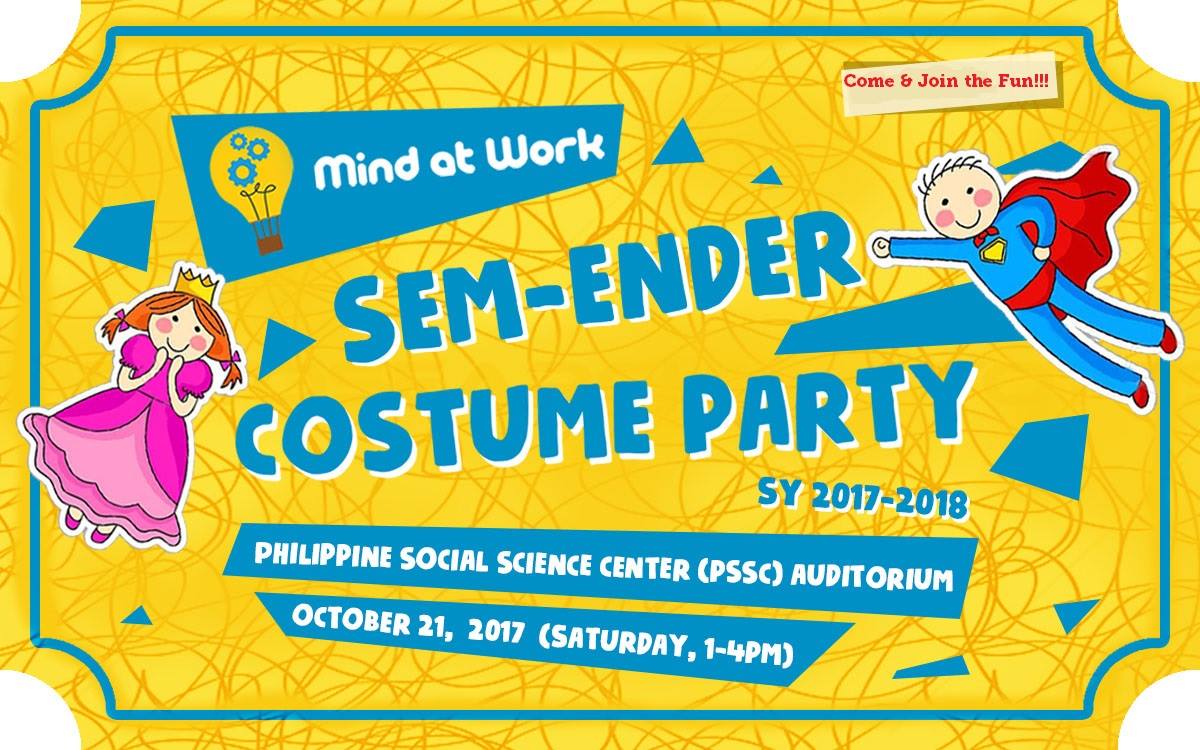 Come & Join the Fun!!!
Mind at Work
SEM-ENDER
COSTUME PARTY
SY 2017-2018
PHILIPPINE SOCIAL SCIENCE CENTER (PSSC) AUDITORIUM
OCTOBER 21, 2017 (SATURDAY, 1-4PM)